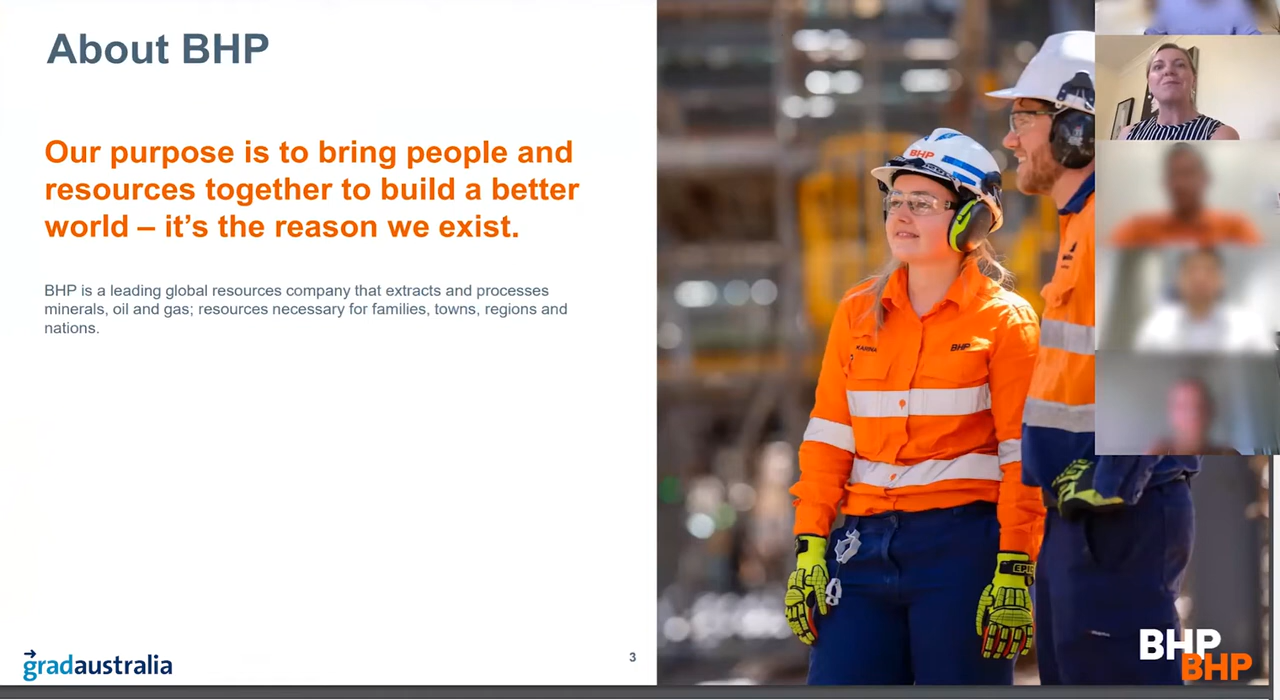 About BHP
Our purpose is to bring people and
resources together to build a better
world – it’s the reason we exist.
BHP is a leading global resources company that extracts and processes
minerals, oil and gas; resources necessary for families, towns, regions and
nations.
BHP
KARINA
BHP
EPIC
gradaustralia
3
BHP
BHP